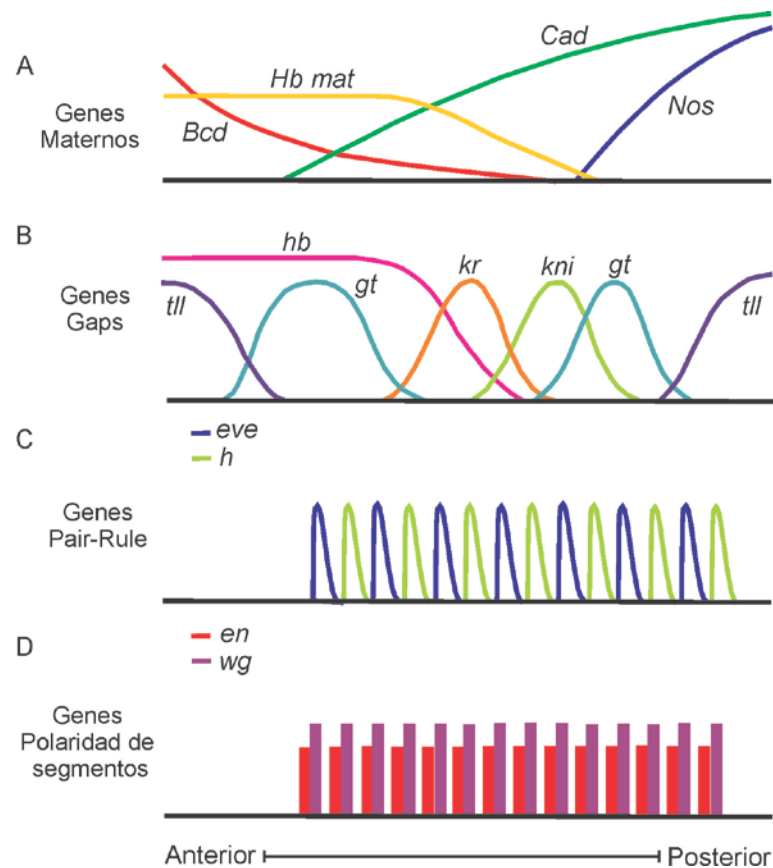 A
Genes
Maternos
Bcd
Hb mat
Cad
Nos
B
Genes
Gaps
tll
hb
gt
kr
kni
gt
tll
C
eve
h
Genes
Pair-Rule
D
en
wg
Genes
Polaridad de
segmentos
Anterior Posterior